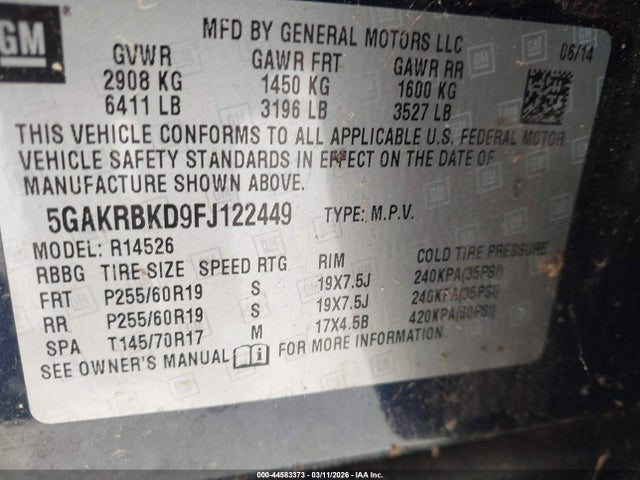 GM
MFD BY GENERAL MOTORS LLC
06/14
GVWR GAWR FRT GAWR RR
2908 KG 1450 KG 1600 KG
6411 LB 3196 LB 3527 LB
THIS VEHICLE CONFORMS TO ALL APPLICABLE U.S. FEDERAL MOTOR
VEHICLE SAFETY STANDARDS IN EFFECT ON THE DATE OF
MANUFACTURE SHOWN ABOVE.
5GAKRBKD9FJ122449 TYPE: M.P.V.
MODEL: R14526
RBBG TIRE SIZE SPEED RTG RIM COLD TIRE PRESSURE
FRT P255/60R19 S 19X7.5J 240KPA(35PSI)
RR P255/60R19 S 19X7.5J 240KPA(35PSI)
SPA T145/70R17 M 17X4.5B 420KPA(60PSI)
SEE OWNER'S MANUAL FOR MORE INFORMATION.
000-44583373 - 03/11/2026 - IAA Inc.